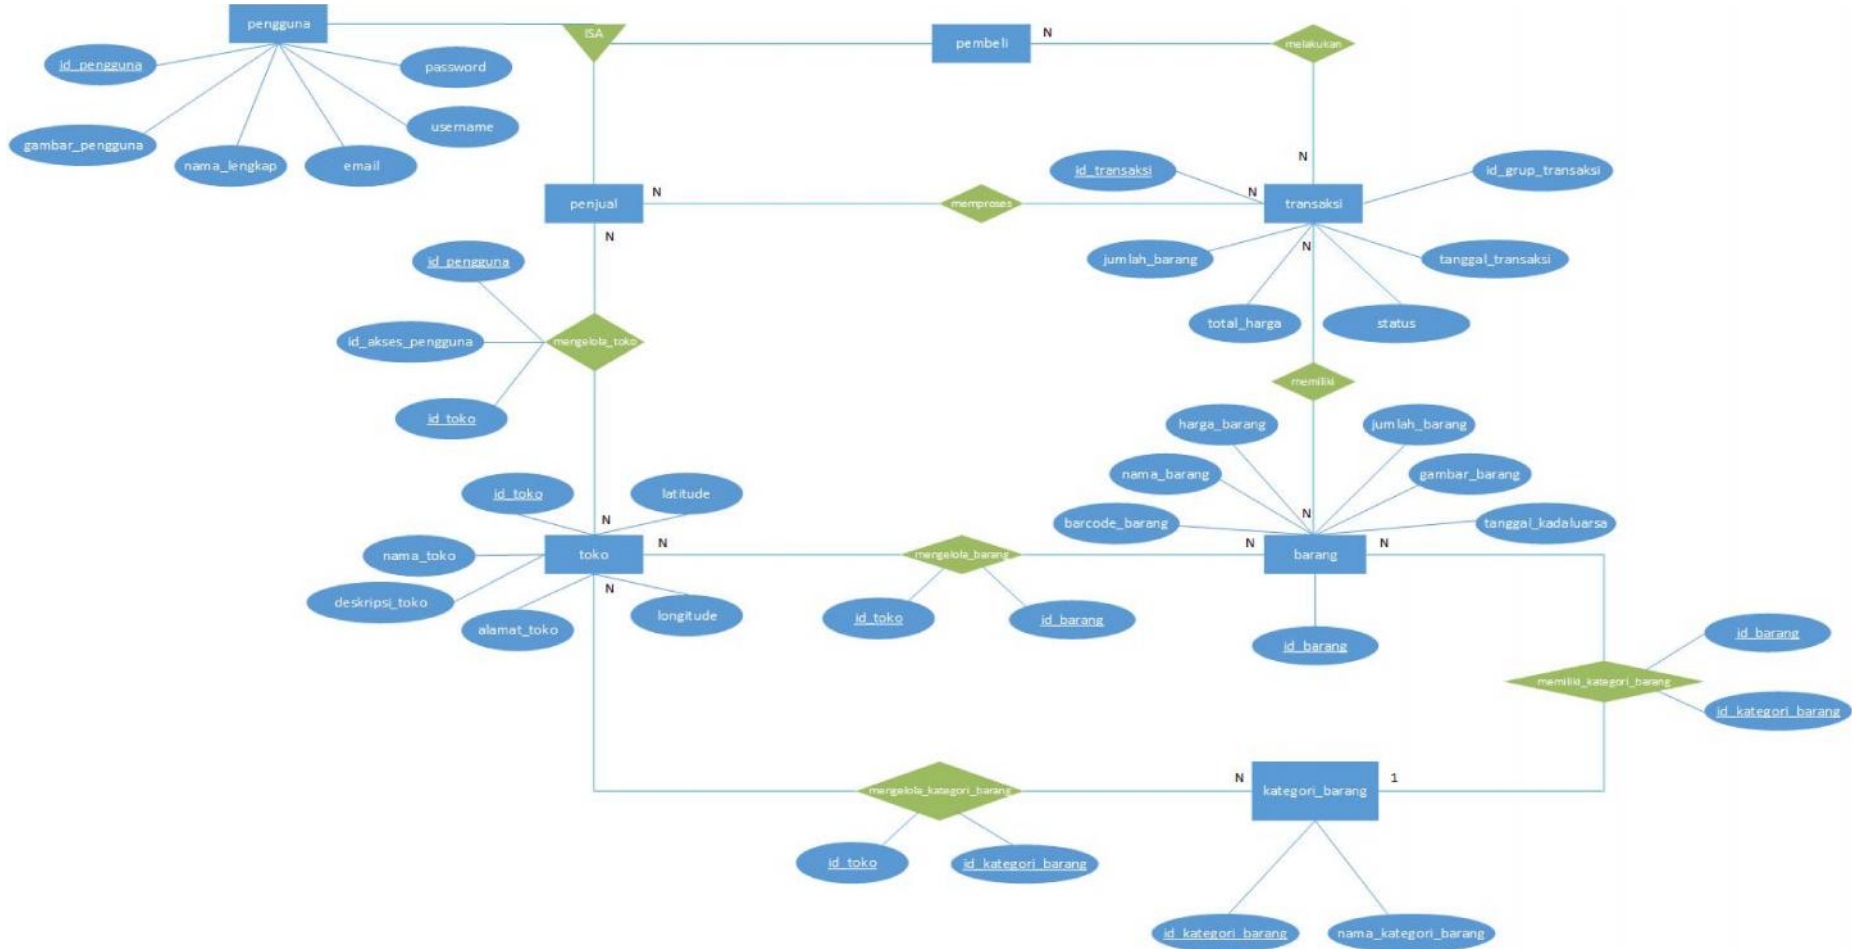 pengguna
ISA
pembeli
N
melakukan
id_pengguna
password
gambar_pengguna
nama_lengkap
email
username
N
id_transaksi
id_grup_transaksi
penjual
N
memproses
N
transaksi
N
N
id_pengguna
jumlah_barang
tanggal_transaksi
total_harga
status
id_akses_pengguna
mengelola_toko
memiliki
id_toko
harga_barang
jumlah_barang
nama_barang
gambar_barang
id_toko
latitude
barcode_barang
N
tanggal_kadaluarsa
N
nama_toko
toko
N
mengelola_barang
N
barang
N
deskripsi_toko
N
alamat_toko
longitude
id_toko
id_barang
id_barang
id_barang
memiliki_kategori_barang
id_kategori_barang
mengelola_kategori_barang
N
kategori_barang
1
id_toko
id_kategori_barang
id_kategori_barang
nama_kategori_barang